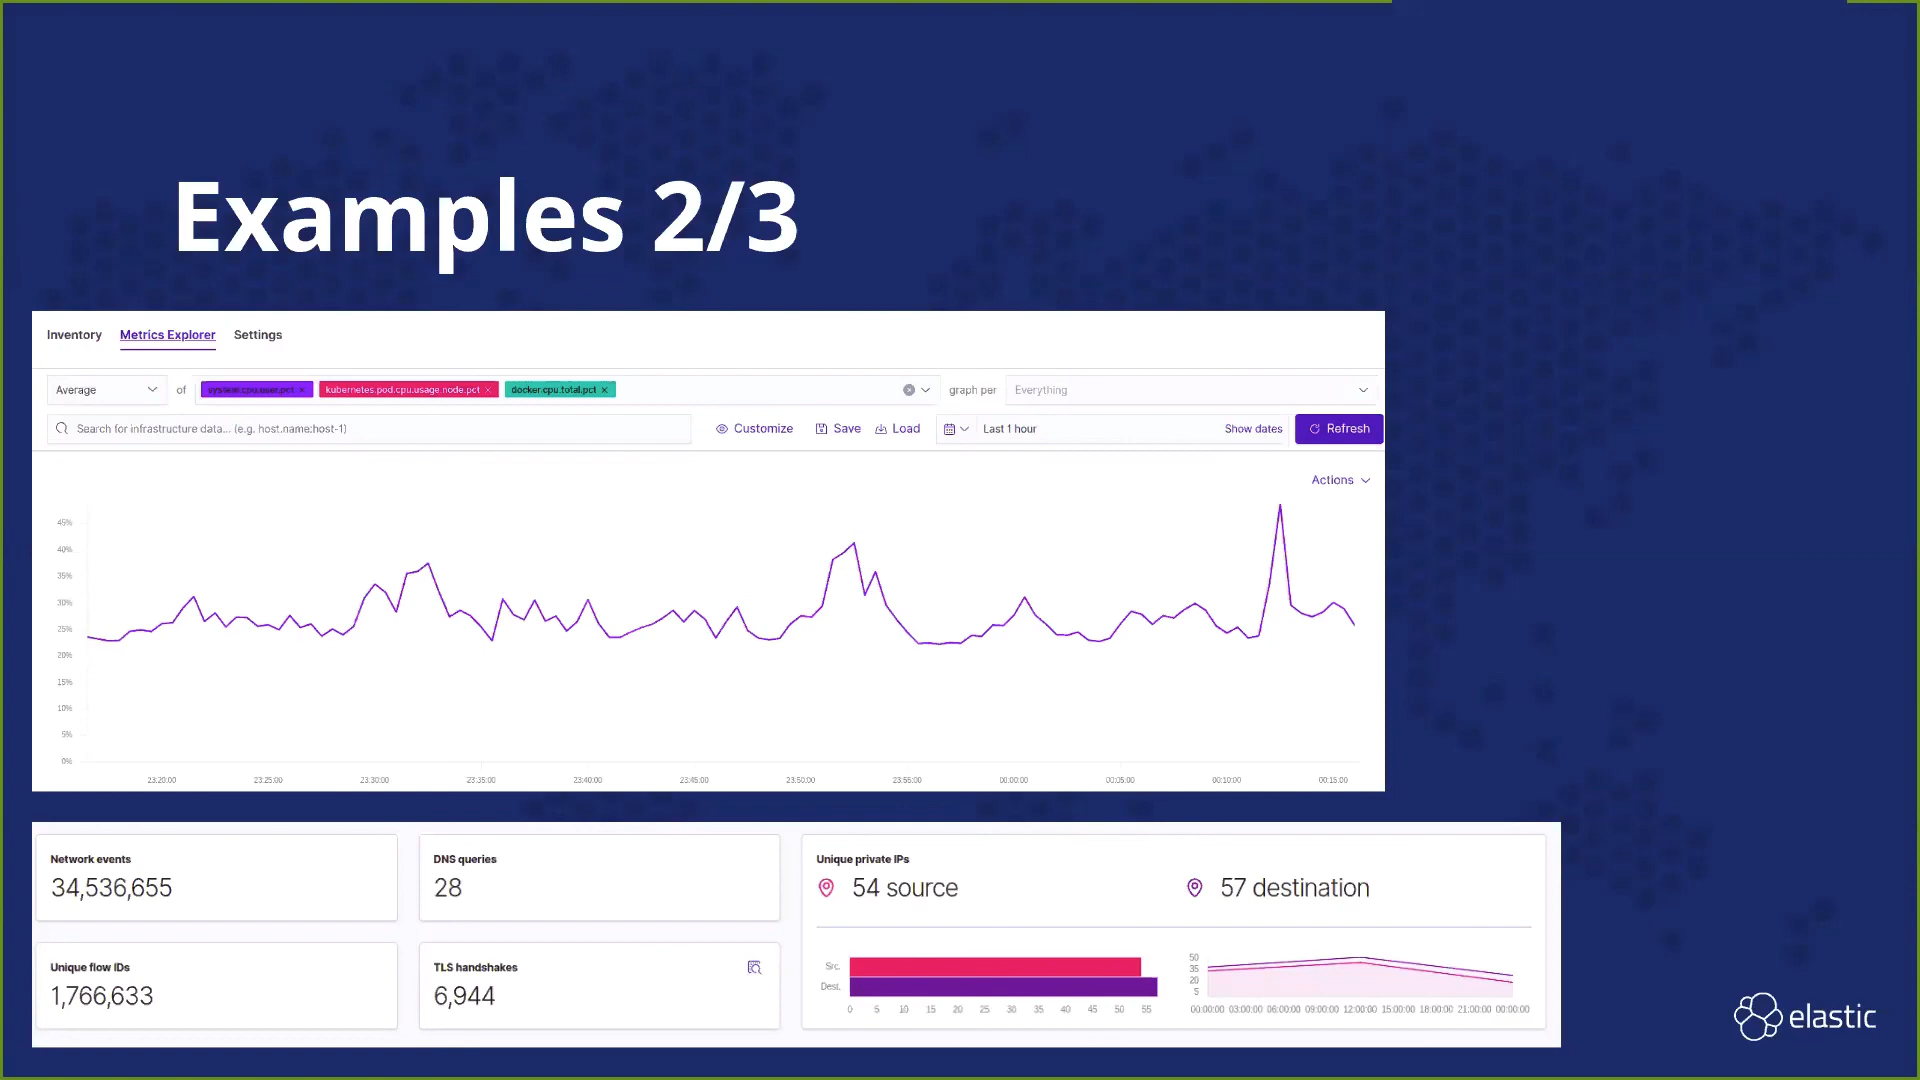 Examples 2/3
Inventory Metrics Explorer Settings
Average of system.cpu.user.pct × kubernetes.pod.cpu.usage.node.pct × docker.cpu.total.pct × graph per Everything
Search for infrastructure data... (e.g. host.name:host-1) Customize Save Load Last 1 hour Show dates Refresh
Actions
45%
40%
35%
30%
25%
20%
15%
10%
5%
0%
23:20:00 23:25:00 23:30:00 23:35:00 23:40:00 23:45:00 23:50:00 23:55:00 00:00:00 00:05:00 00:10:00 00:15:00
Network events
34,536,655
DNS queries
28
Unique private IPs
54 source 57 destination
Unique flow IDs
1,766,633
TLS handshakes
6,944
Src.
Dest.
0 5 10 15 20 25 30 35 40 45 50 55
50
35
20
5
00:00:00 03:00:00 06:00:00 09:00:00 12:00:00 15:00:00 18:00:00 21:00:00 00:00:00
elastic